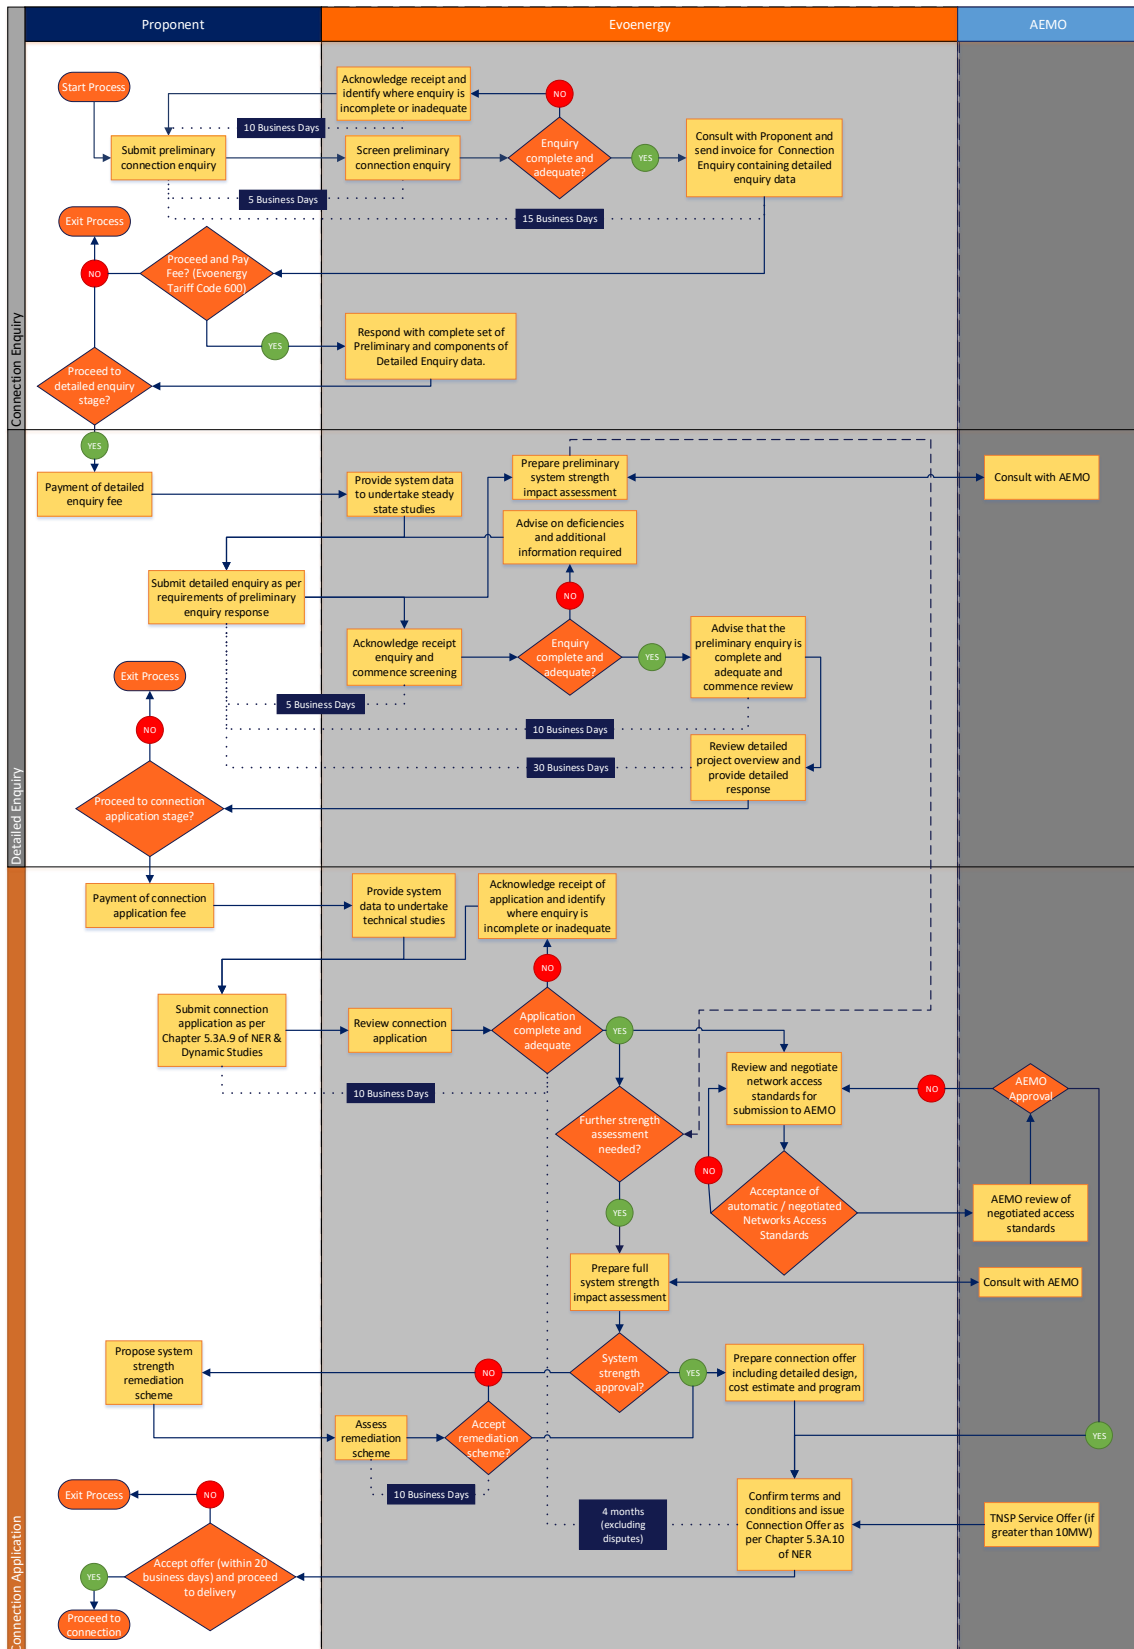 Proponent
Evoenergy
AEMO
Connection Enquiry
Start Process
Acknowledge receipt and
identify where enquiry is
incomplete or inadequate
NO
10 Business Days
Submit preliminary
connection enquiry
Screen preliminary
connection enquiry
Enquiry
complete and
adequate?
YES
Consult with Proponent and
send invoice for Connection
Enquiry containing detailed
enquiry data
5 Business Days
15 Business Days
Exit Process
NO
Proceed and Pay
Fee? (Evoenergy
Tariff Code 600)
YES
Respond with complete set of
Preliminary and components of
Detailed Enquiry data.
Proceed to
detailed enquiry
stage?
YES
Detailed Enquiry
Payment of detailed
enquiry fee
Provide system data
to undertake steady
state studies
Prepare preliminary
system strength
impact assessment
Consult with AEMO
Advise on deficiencies
and additional
information required
NO
Submit detailed enquiry as per
requirements of preliminary
enquiry response
Acknowledge receipt
enquiry and
commence screening
Enquiry
complete and
adequate?
YES
Advise that the
preliminary enquiry is
complete and
adequate and
commence review
Exit Process
5 Business Days
NO
10 Business Days
30 Business Days
Review detailed
project overview and
provide detailed
response
Proceed to connection
application stage?
Connection Application
Payment of connection
application fee
Provide system
data to undertake
technical studies
Acknowledge receipt of
application and identify
where enquiry is
incomplete or inadequate
NO
Submit connection
application as per
Chapter 5.3A.9 of NER &
Dynamic Studies
Review connection
application
Application
complete and
adequate
YES
Review and negotiate
network access
standards for
submission to AEMO
NO
AEMO
Approval
10 Business Days
Further strength
assessment
needed?
NO
YES
Acceptance of
automatic / negotiated
Networks Access
Standards
AEMO review of
negotiated access
standards
Prepare full
system strength
impact assessment
Consult with AEMO
Propose system
strength
remediation
scheme
NO
System
strength
approval?
YES
Prepare connection offer
including detailed design,
cost estimate and program
Assess
remediation
scheme
Accept
remediation
scheme?
YES
10 Business Days
Exit Process
NO
4 months
(excluding
disputes)
Confirm terms and
conditions and issue
Connection Offer as
per Chapter 5.3A.10
of NER
TNSP Service Offer (if
greater than 10MW)
YES
Accept offer (within 20
business days) and proceed
to delivery
Proceed to
connection